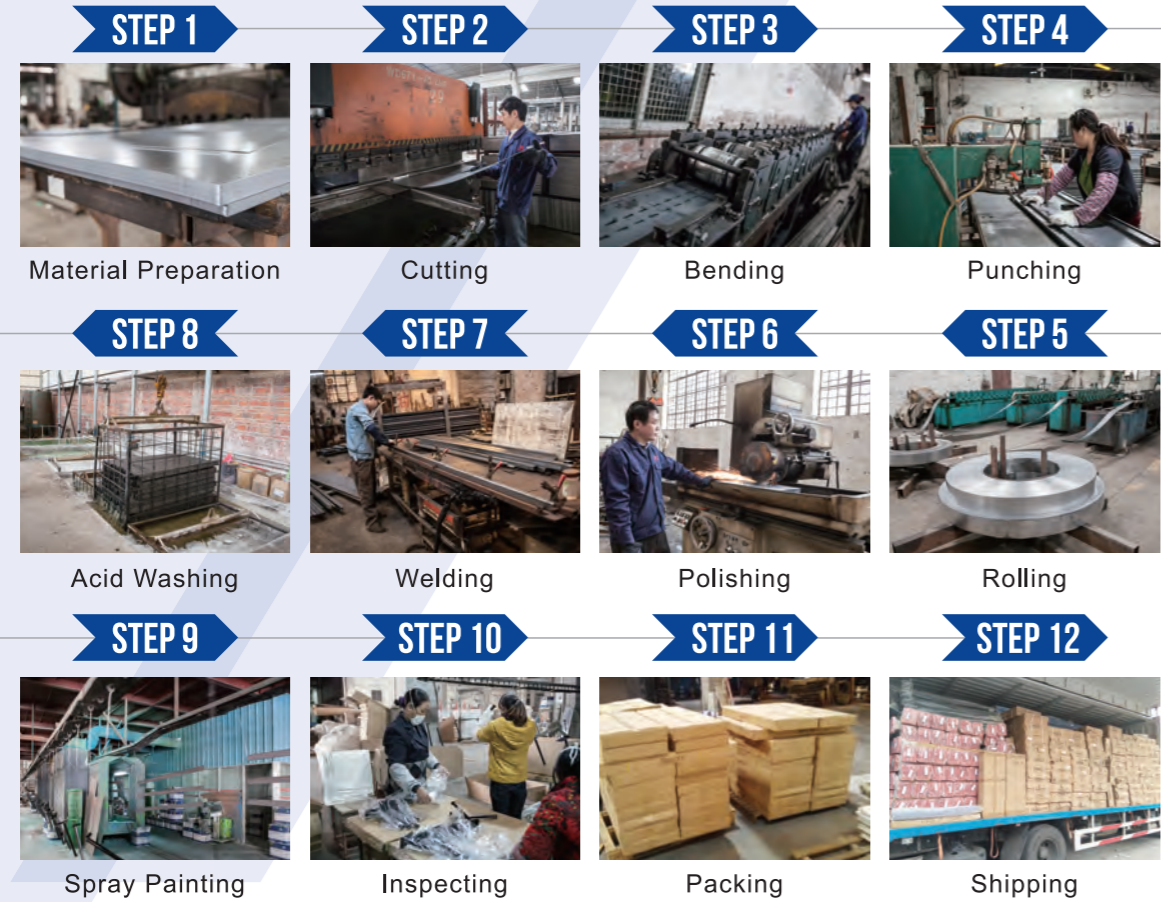 STEP 1
STEP 2
STEP 3
STEP 4
Material Preparation
Cutting
Bending
Punching
STEP 8
STEP 7
STEP 6
STEP 5
Acid Washing
Welding
Polishing
Rolling
STEP 9
STEP 10
STEP 11
STEP 12
Spray Painting
Inspecting
Packing
Shipping